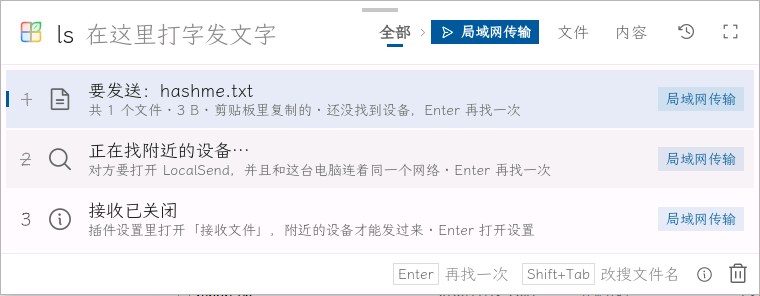 ls 在这里打字发文字 全部 › 局域网传输 文件 内容
1 要发送：hashme.txt 局域网传输
共 1 个文件・3 B・剪贴板里复制的・还没找到设备，Enter 再找一次
2 正在找附近的设备… 局域网传输
对方要打开 LocalSend，并且和这台电脑连着同一个网络・Enter 再找一次
3 接收已关闭 局域网传输
插件设置里打开「接收文件」，附近的设备才能发过来・Enter 打开设置
Enter 再找一次 Shift+Tab 改搜文件名